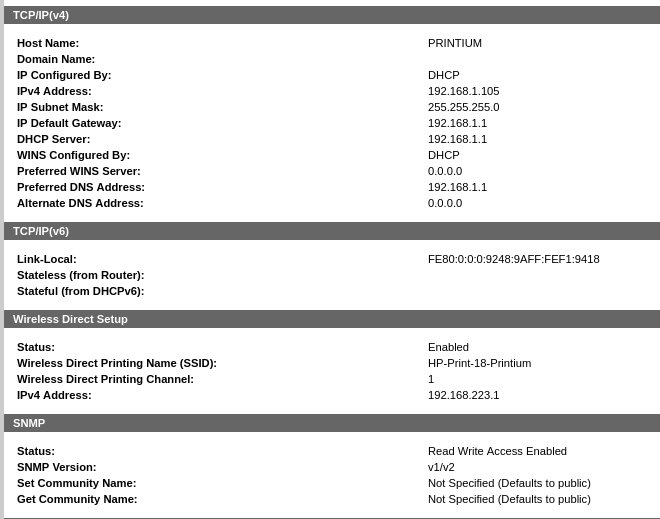 TCP/IP(v4)
Host Name: PRINTIUM
Domain Name:
IP Configured By: DHCP
IPv4 Address: 192.168.1.105
IP Subnet Mask: 255.255.255.0
IP Default Gateway: 192.168.1.1
DHCP Server: 192.168.1.1
WINS Configured By: DHCP
Preferred WINS Server: 0.0.0.0
Preferred DNS Address: 192.168.1.1
Alternate DNS Address: 0.0.0.0
TCP/IP(v6)
Link-Local: FE80:0:0:0:9248:9AFF:FEF1:9418
Stateless (from Router):
Stateful (from DHCPv6):
Wireless Direct Setup
Status: Enabled
Wireless Direct Printing Name (SSID): HP-Print-18-Printium
Wireless Direct Printing Channel: 1
IPv4 Address: 192.168.223.1
SNMP
Status: Read Write Access Enabled
SNMP Version: v1/v2
Set Community Name: Not Specified (Defaults to public)
Get Community Name: Not Specified (Defaults to public)